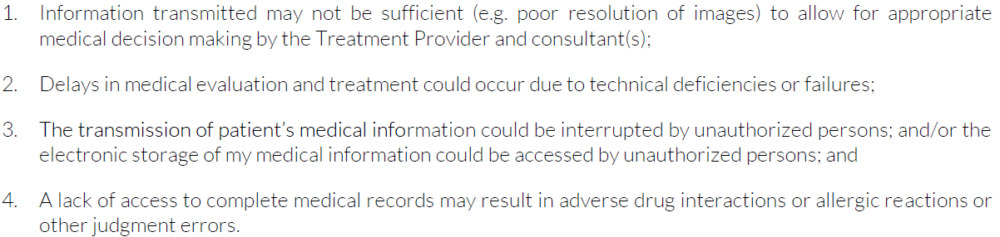 1. Information transmitted may not be sufficient (e.g. poor resolution of images) to allow for appropriate
medical decision making by the Treatment Provider and consultant(s);
2. Delays in medical evaluation and treatment could occur due to technical deficiencies or failures;
3. The transmission of patient’s medical information could be interrupted by unauthorized persons; and/or the
electronic storage of my medical information could be accessed by unauthorized persons; and
4. A lack of access to complete medical records may result in adverse drug interactions or allergic reactions or
other judgment errors.